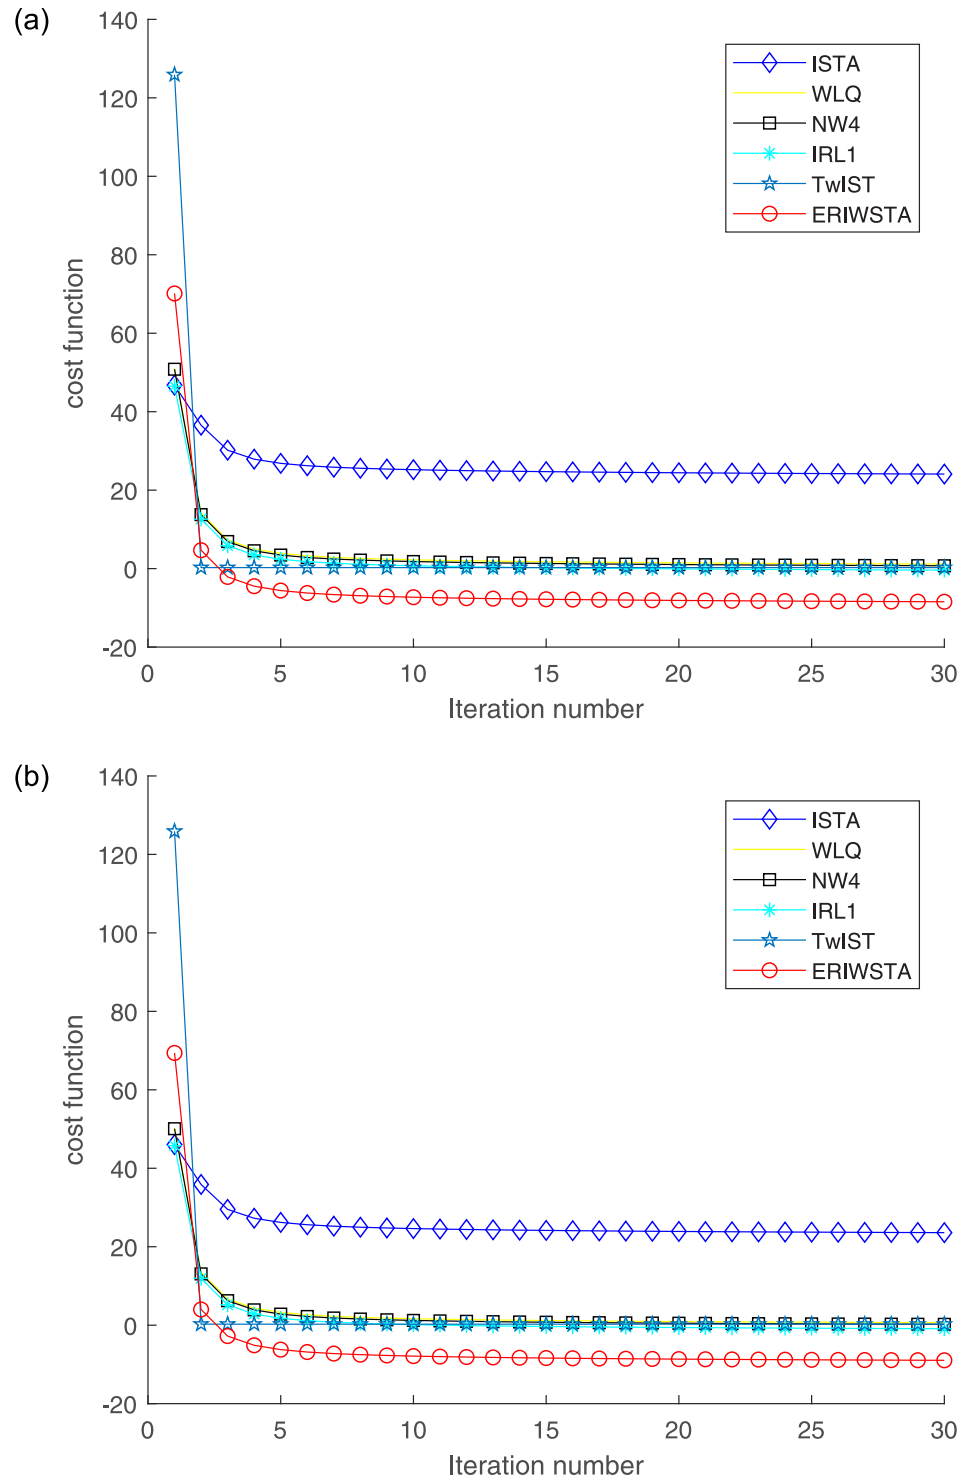 (a)
140
120
100
80
60
40
20
0
-20
cost function
0 5 10 15 20 25 30
Iteration number
ISTA
WLQ
NW4
IRL1
TwIST
ERIWSTA
(b)
140
120
100
80
60
40
20
0
-20
cost function
0 5 10 15 20 25 30
Iteration number
ISTA
WLQ
NW4
IRL1
TwIST
ERIWSTA